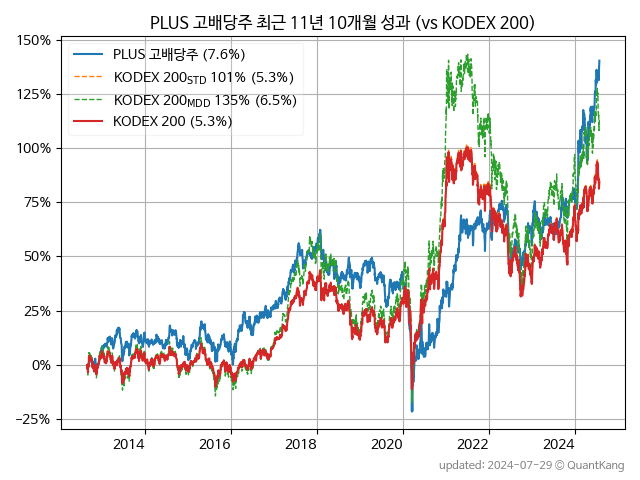 PLUS 고배당주 최근 11년 10개월 성과 (vs KODEX 200)
150%
125%
100%
75%
50%
25%
0%
−25%
PLUS 고배당주 (7.6%)
KODEX 200STD 101% (5.3%)
KODEX 200MDD 135% (6.5%)
KODEX 200 (5.3%)
2014 2016 2018 2020 2022 2024
updated: 2024-07-29 © QuantKang